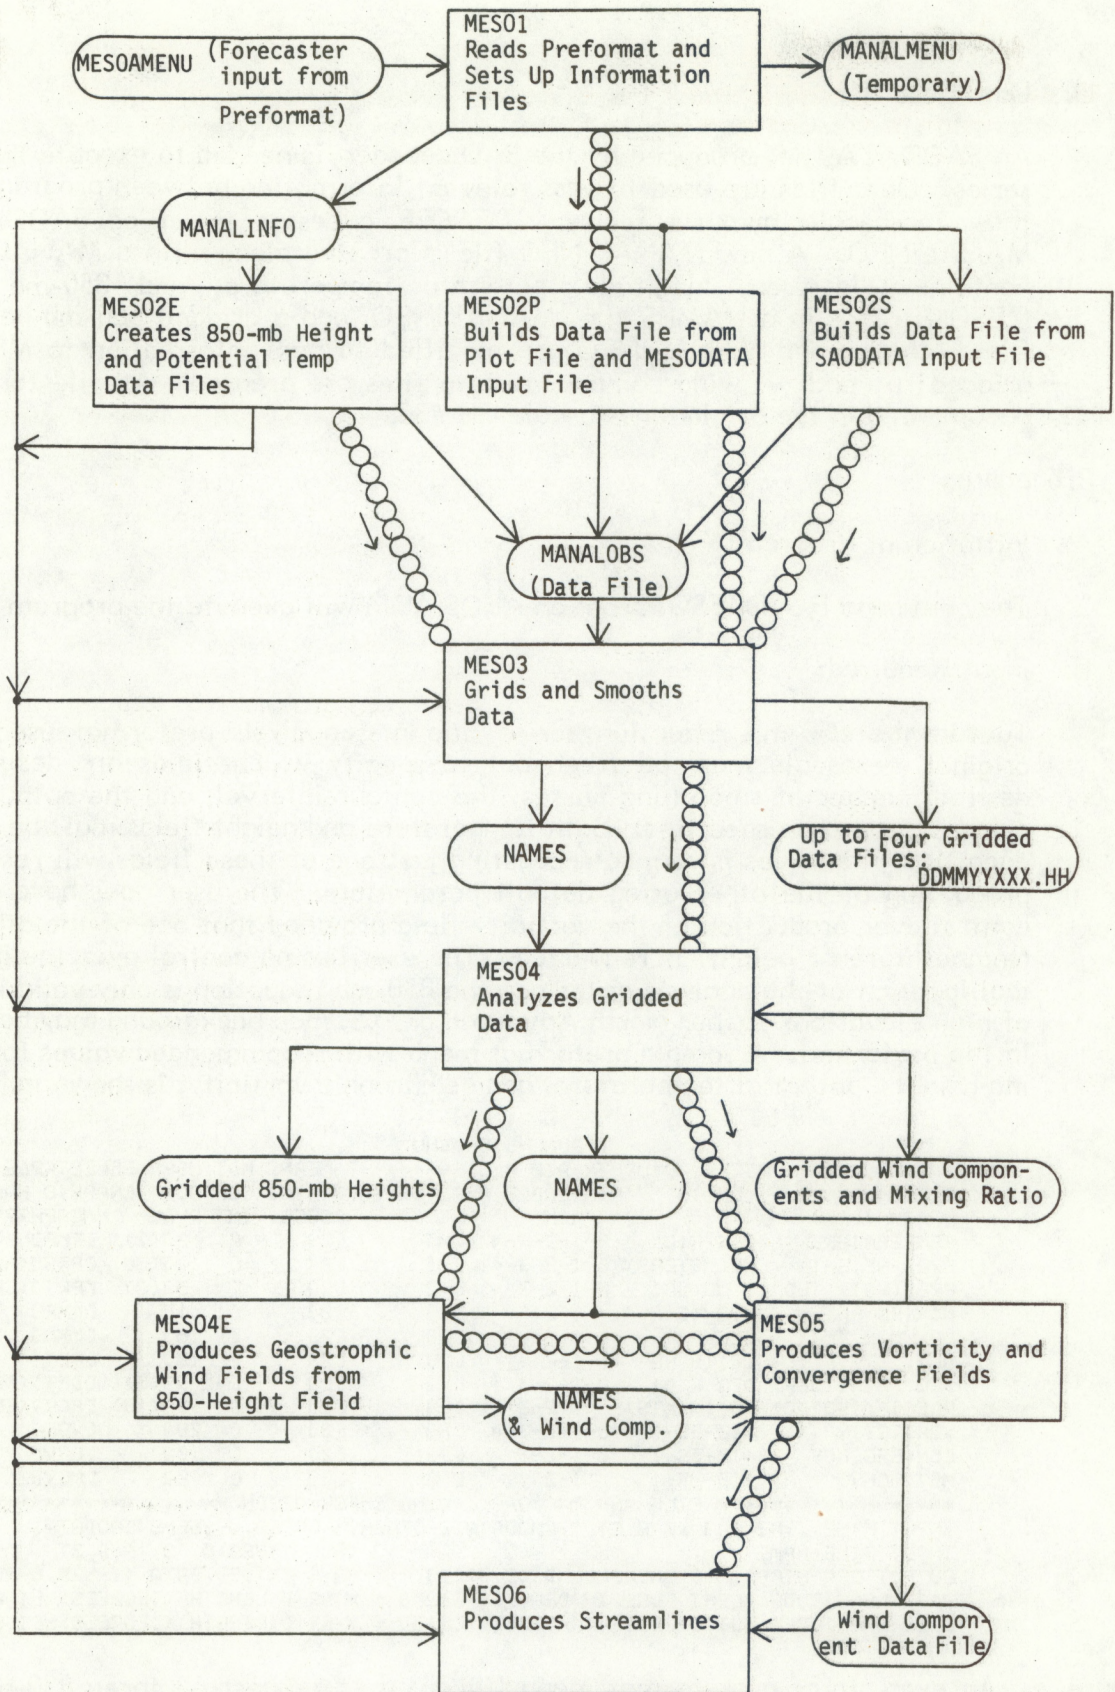 MESO1
Reads Preformat and
Sets Up Information
Files
MESOAMENU (Forecaster
input from
Preformat)
MANALMENU
(Temporary)
MANALINFO
MESO2E
Creates 850-mb Height
and Potential Temp
Data Files
MESO2P
Builds Data File from
Plot File and MESODATA
Input File
MESO2S
Builds Data File from
SAODATA Input File
MANALOBS
(Data File)
MESO3
Grids and Smooths
Data
NAMES
Up to Four Gridded
Data Files:
DDMMYYXXX.HH
MESO4
Analyzes Gridded
Data
Gridded 850-mb Heights
NAMES
Gridded Wind Compon-
ents and Mixing Ratio
MESO4E
Produces Geostrophic
Wind Fields from
850-Height Field
MESO5
Produces Vorticity and
Convergence Fields
NAMES
& Wind Comp.
MESO6
Produces Streamlines
Wind Compon-
ent Data File